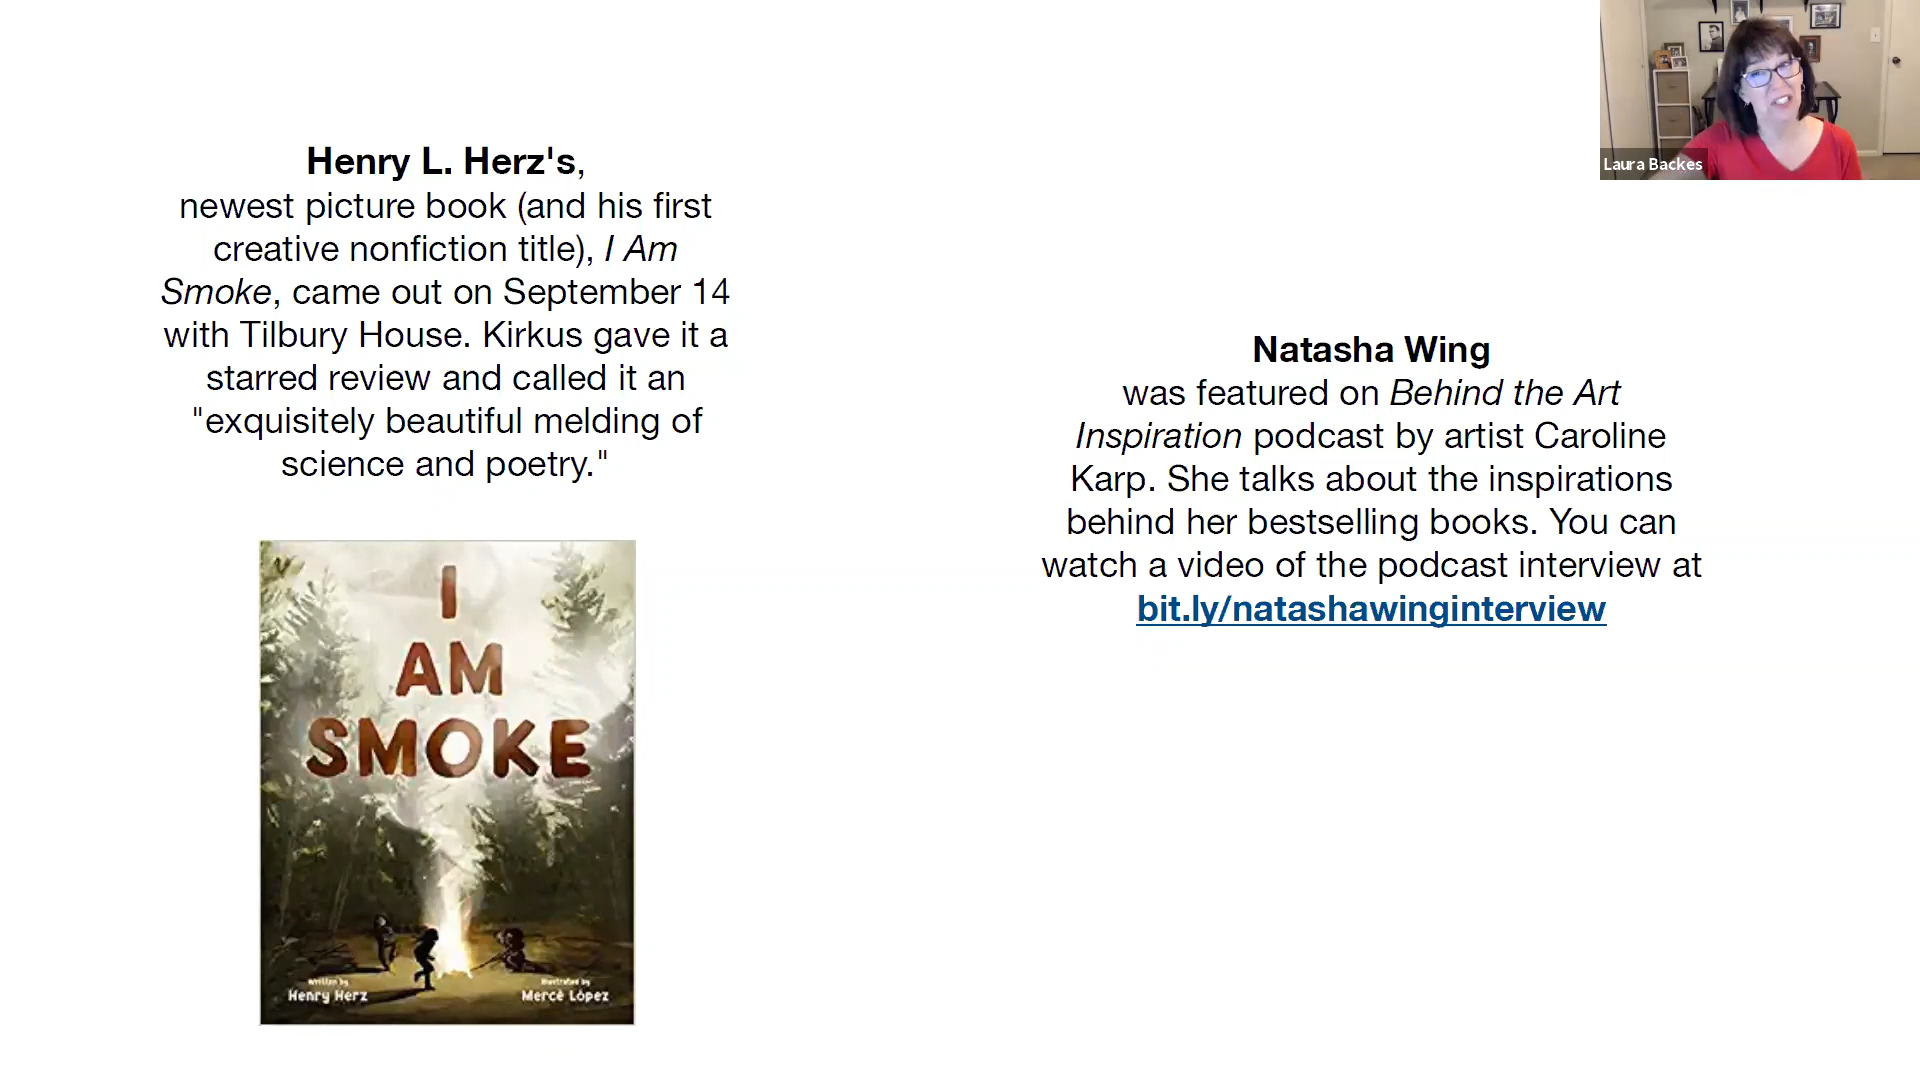 Laura Backes
Henry L. Herz's,
newest picture book (and his first
creative nonfiction title), I Am
Smoke, came out on September 14
with Tilbury House. Kirkus gave it a
starred review and called it an
"exquisitely beautiful melding of
science and poetry."
I
AM
SMOKE
Written by
Henry Herz
Illustrated by
Mercè López
Natasha Wing
was featured on Behind the Art
Inspiration podcast by artist Caroline
Karp. She talks about the inspirations
behind her bestselling books. You can
watch a video of the podcast interview at
bit.ly/natashawinginterview